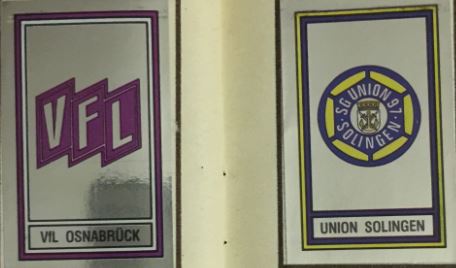 VFL
VfL OSNABRÜCK
SG UNION 97
SOLINGEN
UNION SOLINGEN